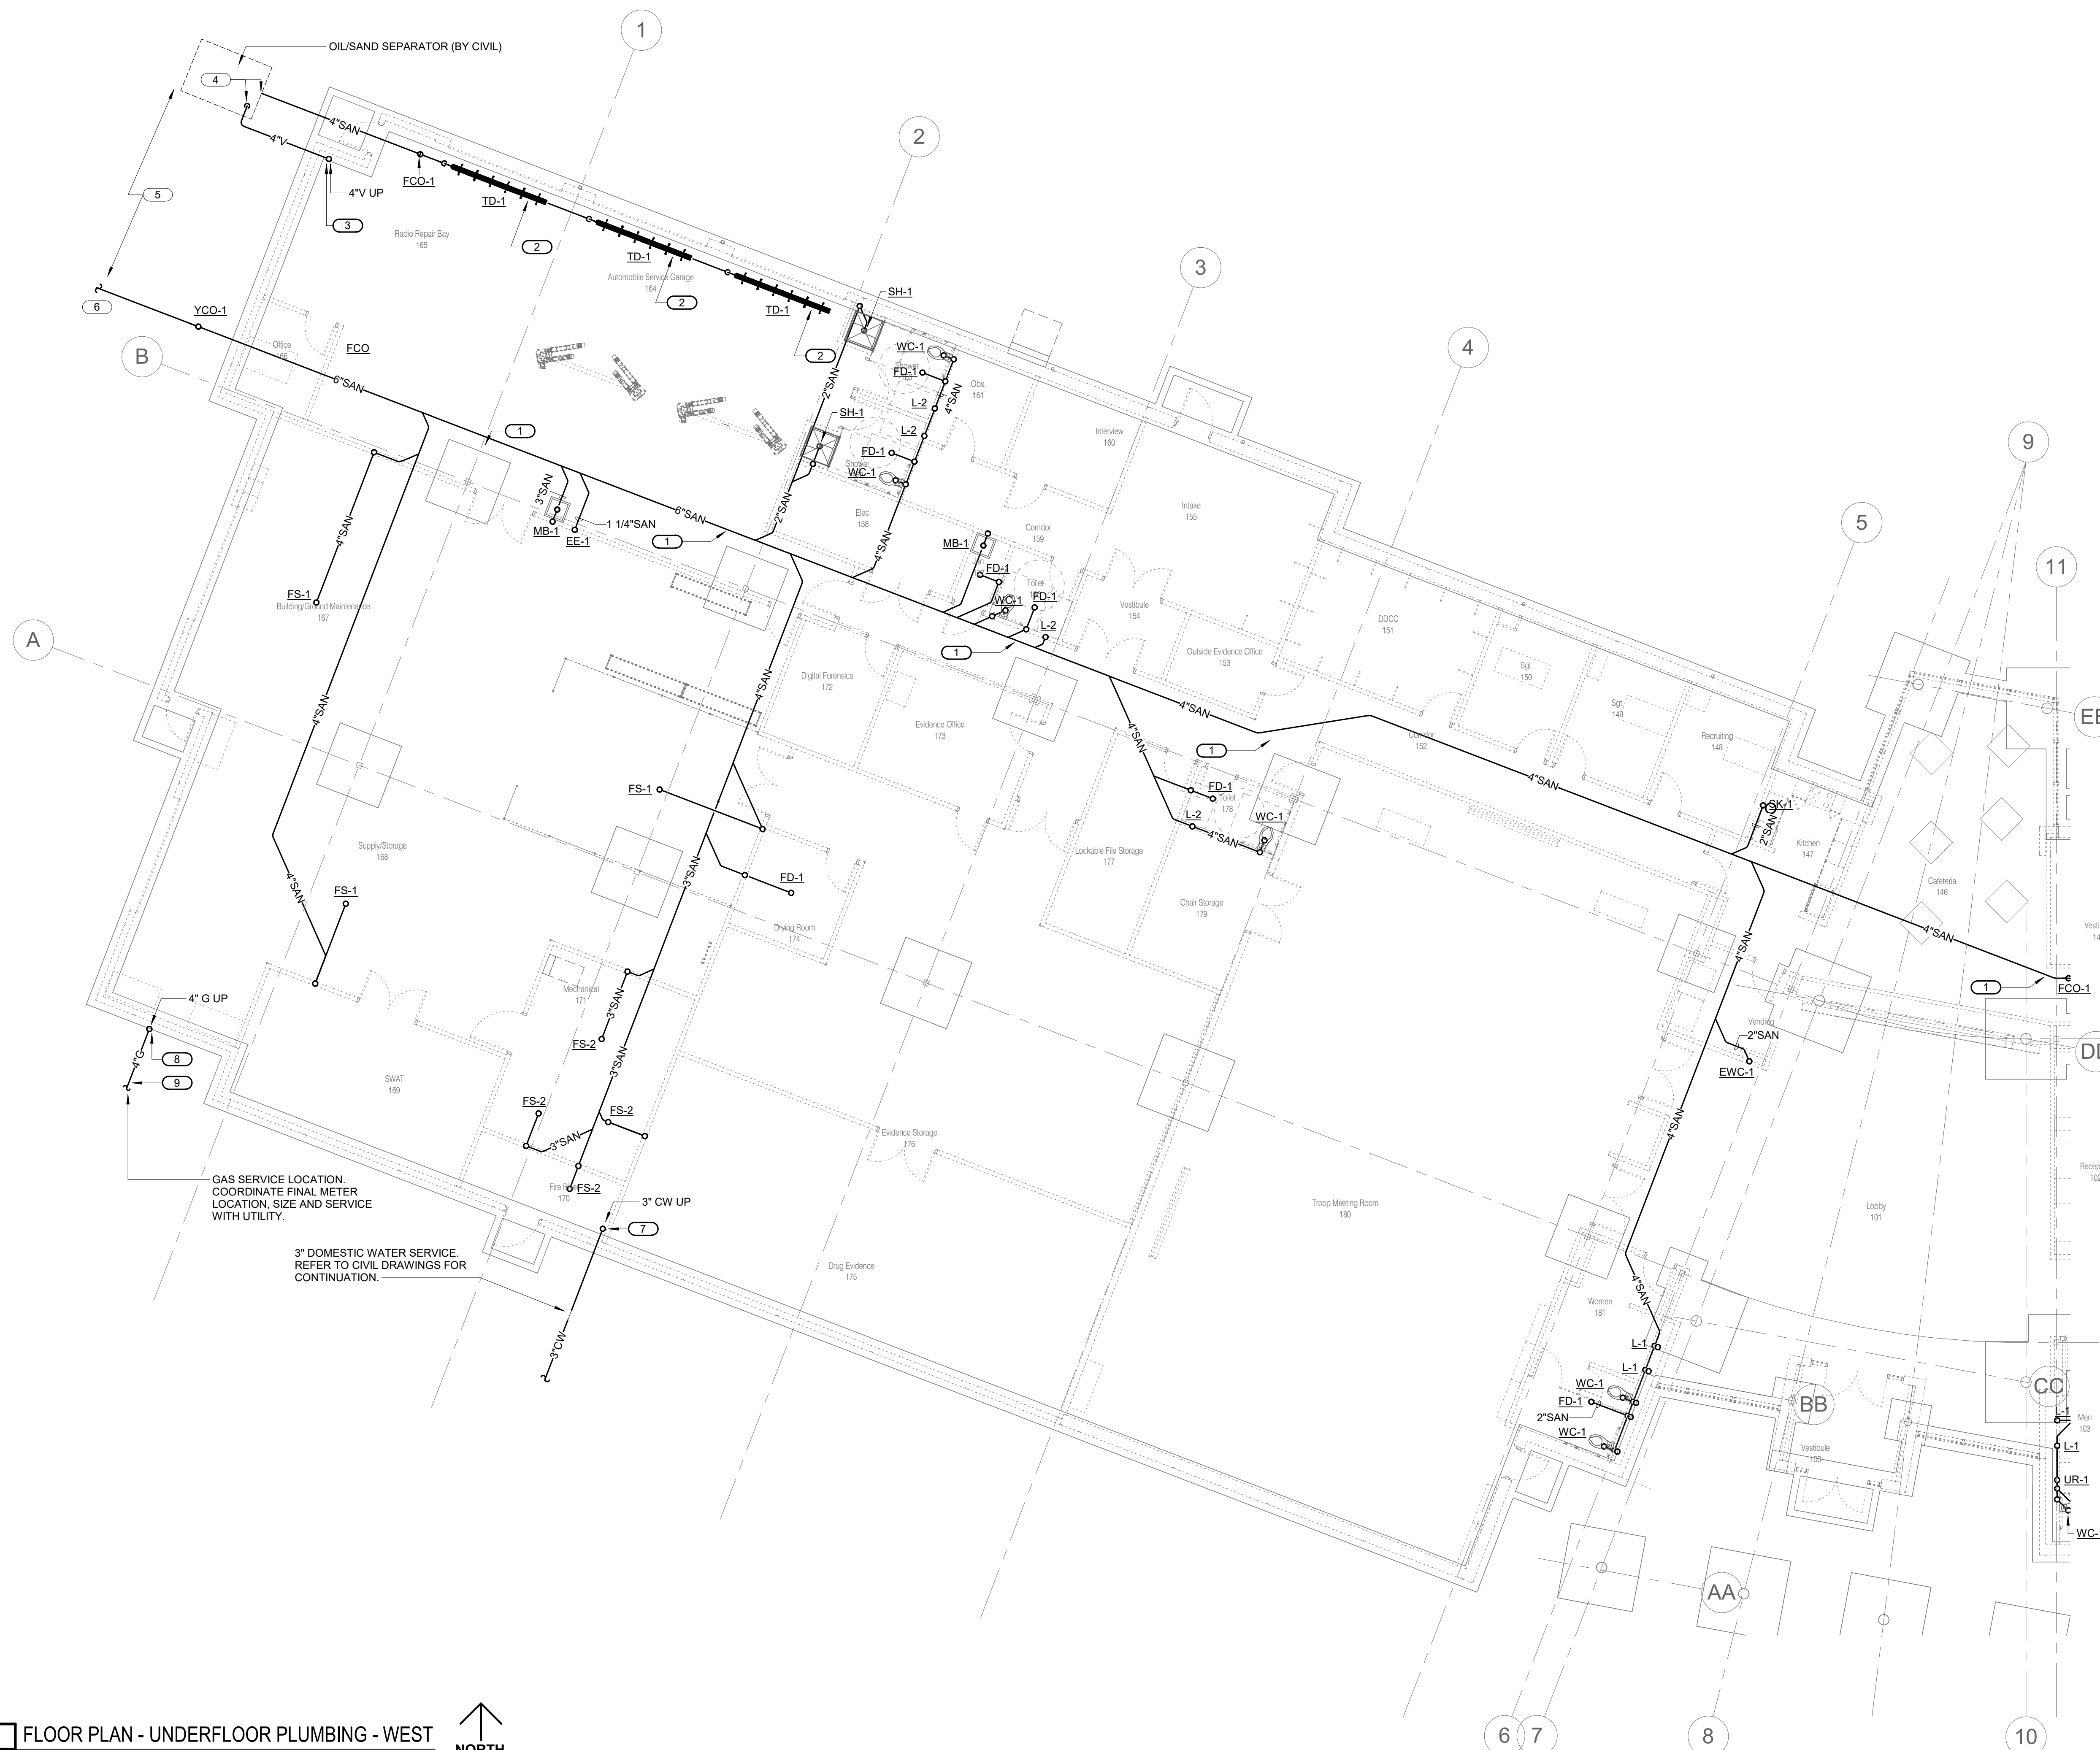 1
OIL/SAND SEPARATOR (BY CIVIL)
4
2
4"SAN
4"V
FCO-1
5
4"V UP
TD-1
3
Radio Repair Bay
165
2
3
TD-1
Automobile Service Garage
164
2
SH-1
TD-1
6
YCO-1
2
WC-1
4
B
Office
166
FCO
FD-1
Obs.
161
6"SAN
2"SAN
4"SAN
L-2
SH-1
L-2
1
Interview
160
9
FD-1
Shower
WC-1
3"SAN
Elec.
158
Intake
155
2"SAN
6"SAN
1 1/4"SAN
MB-1
EE-1
1
Corridor
159
5
4"SAN
4"SAN
MB-1
11
FD-1
Toilet
FS-1
Building/Ground Maintenance
167
WC-1
FD-1
Vestibule
154
L-2
DDCC
151
A
1
Outside Evidence Office
153
Digital Forensics
172
4"SAN
Sgt.
150
4"SAN
Evidence Office
173
4"SAN
4"SAN
Sgt.
149
EE
1
Corridor
152
Recruiting
148
FS-1
FD-1
Toilet
178
4"SAN
SK-1
L-2
WC-1
4"SAN
2"SAN
Supply/Storage
168
Lockable File Storage
177
Kitchen
147
3"SAN
4"SAN
FS-1
FD-1
Chair Storage
179
Cafeteria
146
Drying Room
174
4"SAN
4"SAN
Vesti
14
Mechanical
171
4" G UP
3"SAN
1
FCO-1
Vending
FS-2
2"SAN
8
4"G
9
3"SAN
EWC-1
DD
SWAT
169
FS-2
FS-2
4"SAN
3"SAN
Evidence Storage
176
GAS SERVICE LOCATION.
COORDINATE FINAL METER
LOCATION, SIZE AND SERVICE
WITH UTILITY.
Recep
102
Fire
170
FS-2
3" CW UP
7
Troop Meeting Room
180
Lobby
101
3" DOMESTIC WATER SERVICE.
REFER TO CIVIL DRAWINGS FOR
CONTINUATION.
Drug Evidence
175
4"SAN
Women
181
3"CW
L-1
L-1
WC-1
CC
FD-1
BB
L-1
Men
103
2"SAN
WC-1
Vestibule
100
L-1
UR-1
WC-
AA
FLOOR PLAN - UNDERFLOOR PLUMBING - WEST
NORTH
6
7
8
10